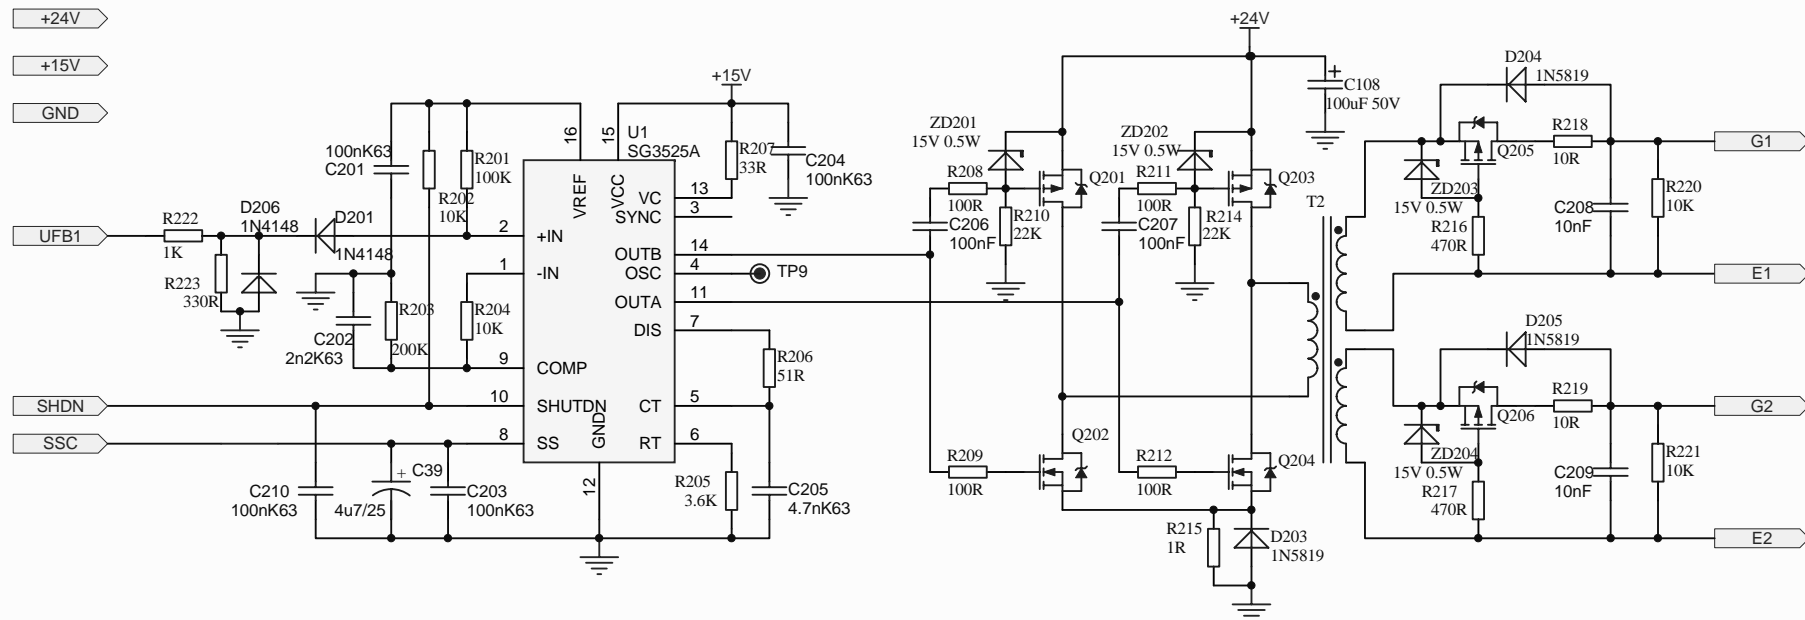 +24V
+15V
GND
UFB1
SHDN
SSC
R222
1K
R223
330R
D206
1N4148
D201
1N4148
100nK63
C201
R202
10K
R201
100K
C202
2n2K63
R203
200K
R204
10K
C210
100nK63
C39
+
4u7/25
C203
100nK63
U1
SG3525A
16
VREF
15
VCC
2
+IN
1
-IN
9
COMP
10
SHUTDN
8
SS
GND
12
13
VC
3
SYNC
14
OUTB
4
OSC
11
OUTA
7
DIS
5
CT
6
RT
+15V
R207
33R
C204
100nK63
TP9
R206
51R
R205
3.6K
C205
4.7nK63
+24V
+
C108
100uF 50V
ZD201
15V 0.5W
R208
100R
C206
100nF
R210
22K
Q201
ZD202
15V 0.5W
R211
100R
C207
100nF
R214
22K
Q203
Q202
R209
100R
Q204
R212
100R
R215
1R
D203
1N5819
T2
D204
1N5819
Q205
R218
10R
ZD203
15V 0.5W
R216
470R
C208
10nF
R220
10K
G1
E1
D205
1N5819
Q206
R219
10R
ZD204
15V 0.5W
R217
470R
C209
10nF
R221
10K
G2
E2